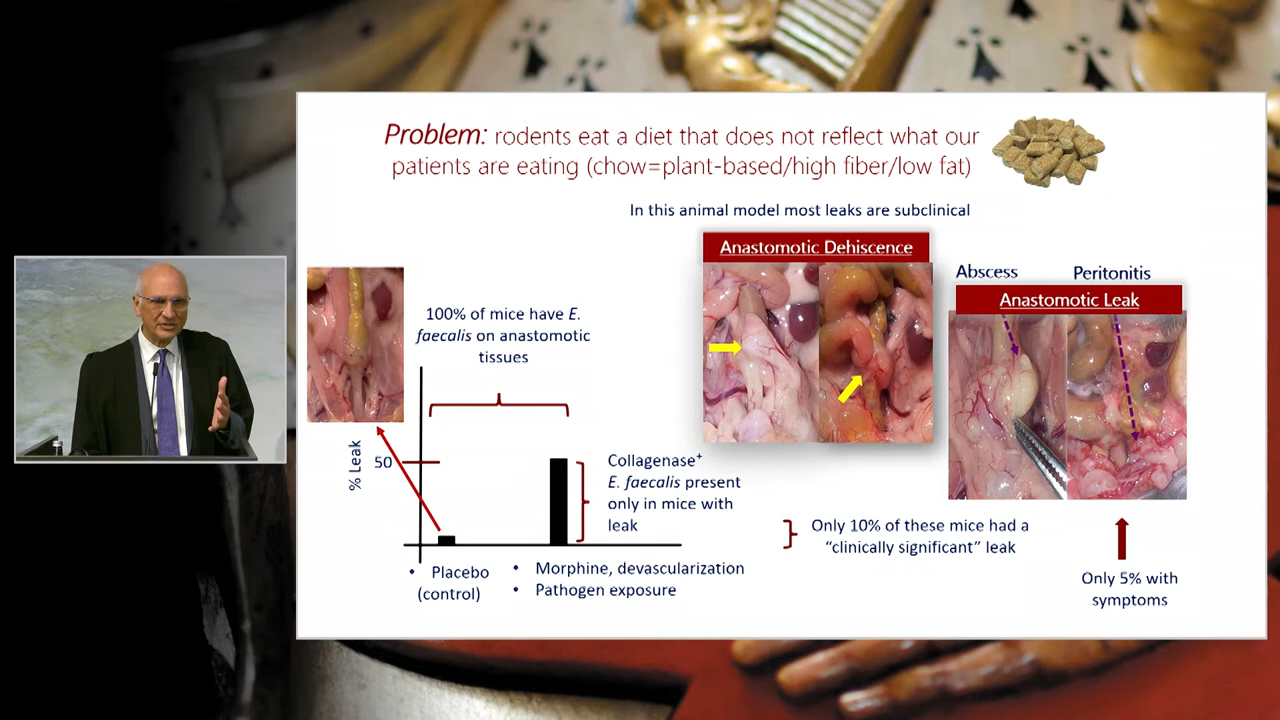 Problem: rodents eat a diet that does not reflect what our
patients are eating (chow=plant-based/high fiber/low fat)
In this animal model most leaks are subclinical
Anastomotic Dehiscence
Abscess
Peritonitis
Anastomotic Leak
100% of mice have E.
faecalis on anastomotic
tissues
% Leak
50
Collagenase⁺
E. faecalis present
only in mice with
leak
Only 10% of these mice had a
“clinically significant” leak
• Placebo
(control)
• Morphine, devascularization
• Pathogen exposure
Only 5% with
symptoms